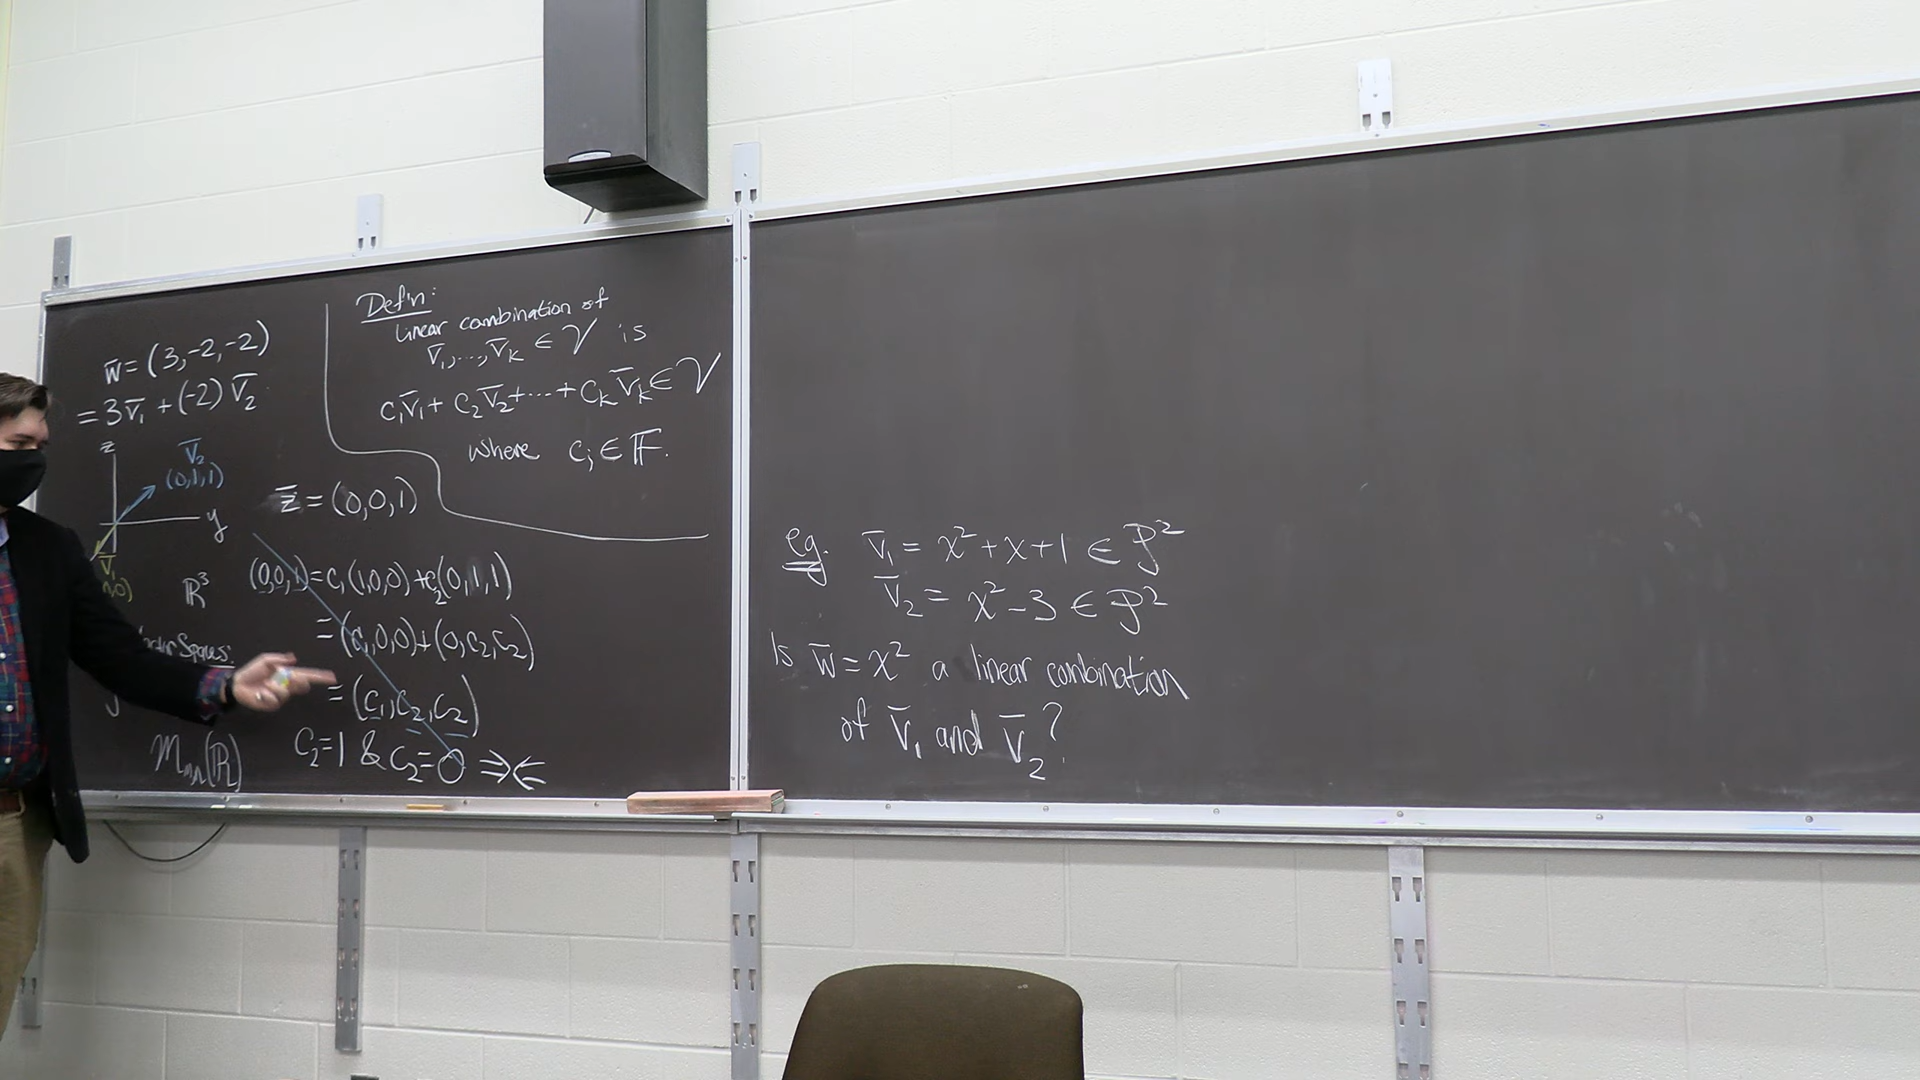 w̄ = (3,-2,-2)
= 3v̄₁ + (-2)v̄₂
z
v̄₂
(0,1,1)
y
v̄₁
ℝ³
Spaces:
M_mn(ℝ)
Def'n:
linear combination of
v̄₁,...,v̄ₖ ∈ V is
c₁v̄₁ + c₂v̄₂ + ... + cₖv̄ₖ ∈ V
where cᵢ ∈ 𝔽.
z̄ = (0,0,1)
(0,0,1) = c₁(1,0,0) + c₂(0,1,1)
= (c₁,0,0) + (0,c₂,c₂)
= (c₁,c₂,c₂)
c₂=1 & c₂=0 ⇒⇐
eg. v̄₁ = x² + x + 1 ∈ P²
v̄₂ = x² - 3 ∈ P²
Is w̄ = x² a linear combination
of v̄₁ and v̄₂?